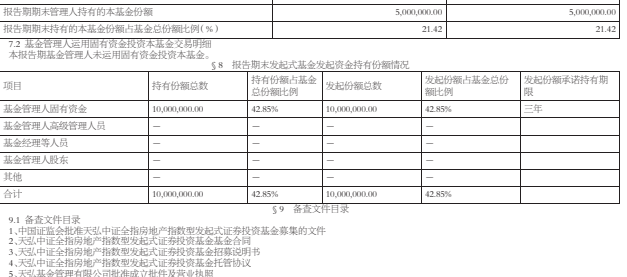 报告期期末管理人持有的本基金份额 5,000,000.00 5,000,000.00
报告期期末持有的本基金份额占基金总份额比例(%) 21.42 21.42
7.2 基金管理人运用固有资金投资本基金交易明细
本报告期基金管理人未运用固有资金投资本基金。
§8 报告期末发起式基金发起资金持有份额情况
项目 持有份额总数 持有份额占基金总份额比例 发起份额总数 发起份额占基金总份额比例 发起份额承诺持有期限
基金管理人固有资金 10,000,000.00 42.85% 10,000,000.00 42.85% 三年
基金管理人高级管理人员 — — — —
基金经理等人员 — — — —
基金管理人股东 — — — —
其他 — — — —
合计 10,000,000.00 42.85% 10,000,000.00 42.85%
§9 备查文件目录
9.1 备查文件目录
1、中国证监会批准天弘中证全指房地产指数型发起式证券投资基金募集的文件
2、天弘中证全指房地产指数型发起式证券投资基金基金合同
3、天弘中证全指房地产指数型发起式证券投资基金招募说明书
4、天弘中证全指房地产指数型发起式证券投资基金托管协议
5、天弘基金管理有限公司批准成立批件及营业执照